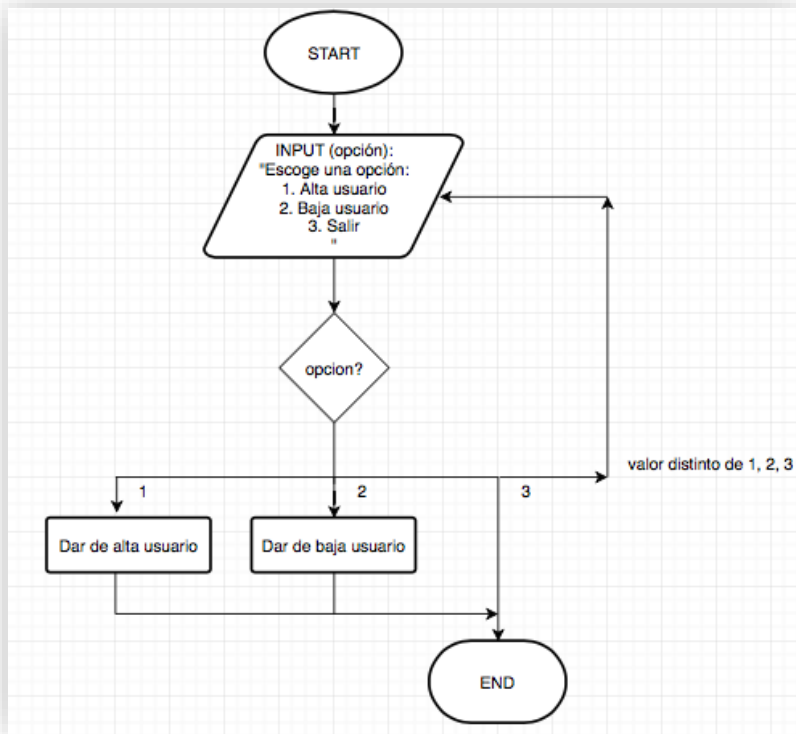 START
INPUT (opción):
"Escoge una opción:
1. Alta usuario
2. Baja usuario
3. Salir
"
opcion?
valor distinto de 1, 2, 3
1
2
3
Dar de alta usuario
Dar de baja usuario
END